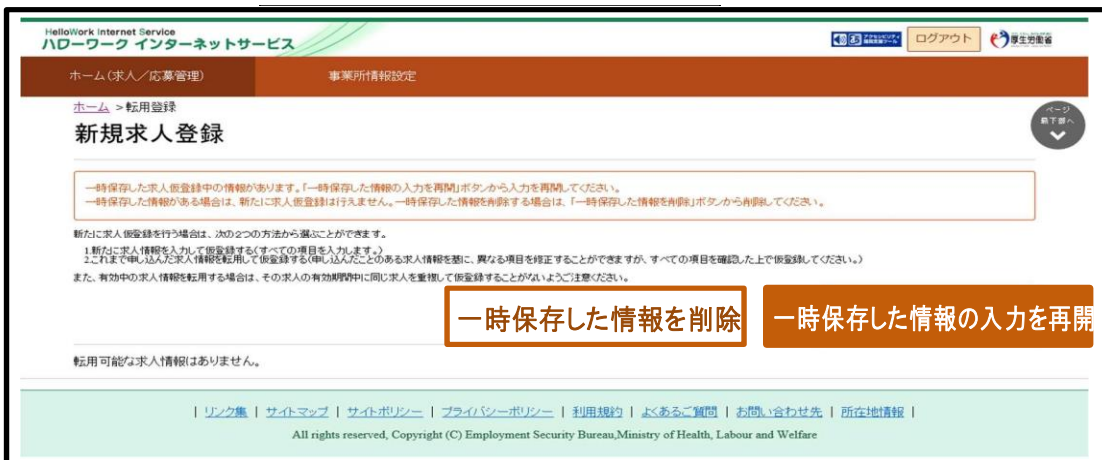 HelloWork Internet Service
ハローワーク インターネットサービス
ログアウト
厚生労働省
ホーム(求人/応募管理)
事業所情報設定
ホーム >転用登録
ページ
最下部へ
新規求人登録
一時保存した求人仮登録中の情報があります。「一時保存した情報の入力を再開」ボタンから入力を再開してください。
一時保存した情報がある場合は、新たに求人仮登録は行えません。一時保存した情報を削除する場合は、「一時保存した情報を削除」ボタンから削除してください。
新たに求人仮登録を行う場合は、次の2つの方法から選ぶことができます。
1.新たに求人情報を入力して仮登録する(すべての項目を入力します。)
2.これまで申し込んだ求人情報を転用して仮登録する(申し込んだことのある求人情報を基に、異なる項目を修正することができますが、すべての項目を確認した上で仮登録してください。)
また、有効中の求人情報を転用する場合は、その求人の有効期間中に同じ求人を重複して仮登録することがないようご注意ください。
一時保存した情報を削除
一時保存した情報の入力を再開
転用可能な求人情報はありません。
| リンク集 | サイトマップ | サイトポリシー | プライバシーポリシー | 利用規約 | よくあるご質問 | お問い合わせ先 | 所在地情報 |
All rights reserved, Copyright (C) Employment Security Bureau,Ministry of Health, Labour and Welfare